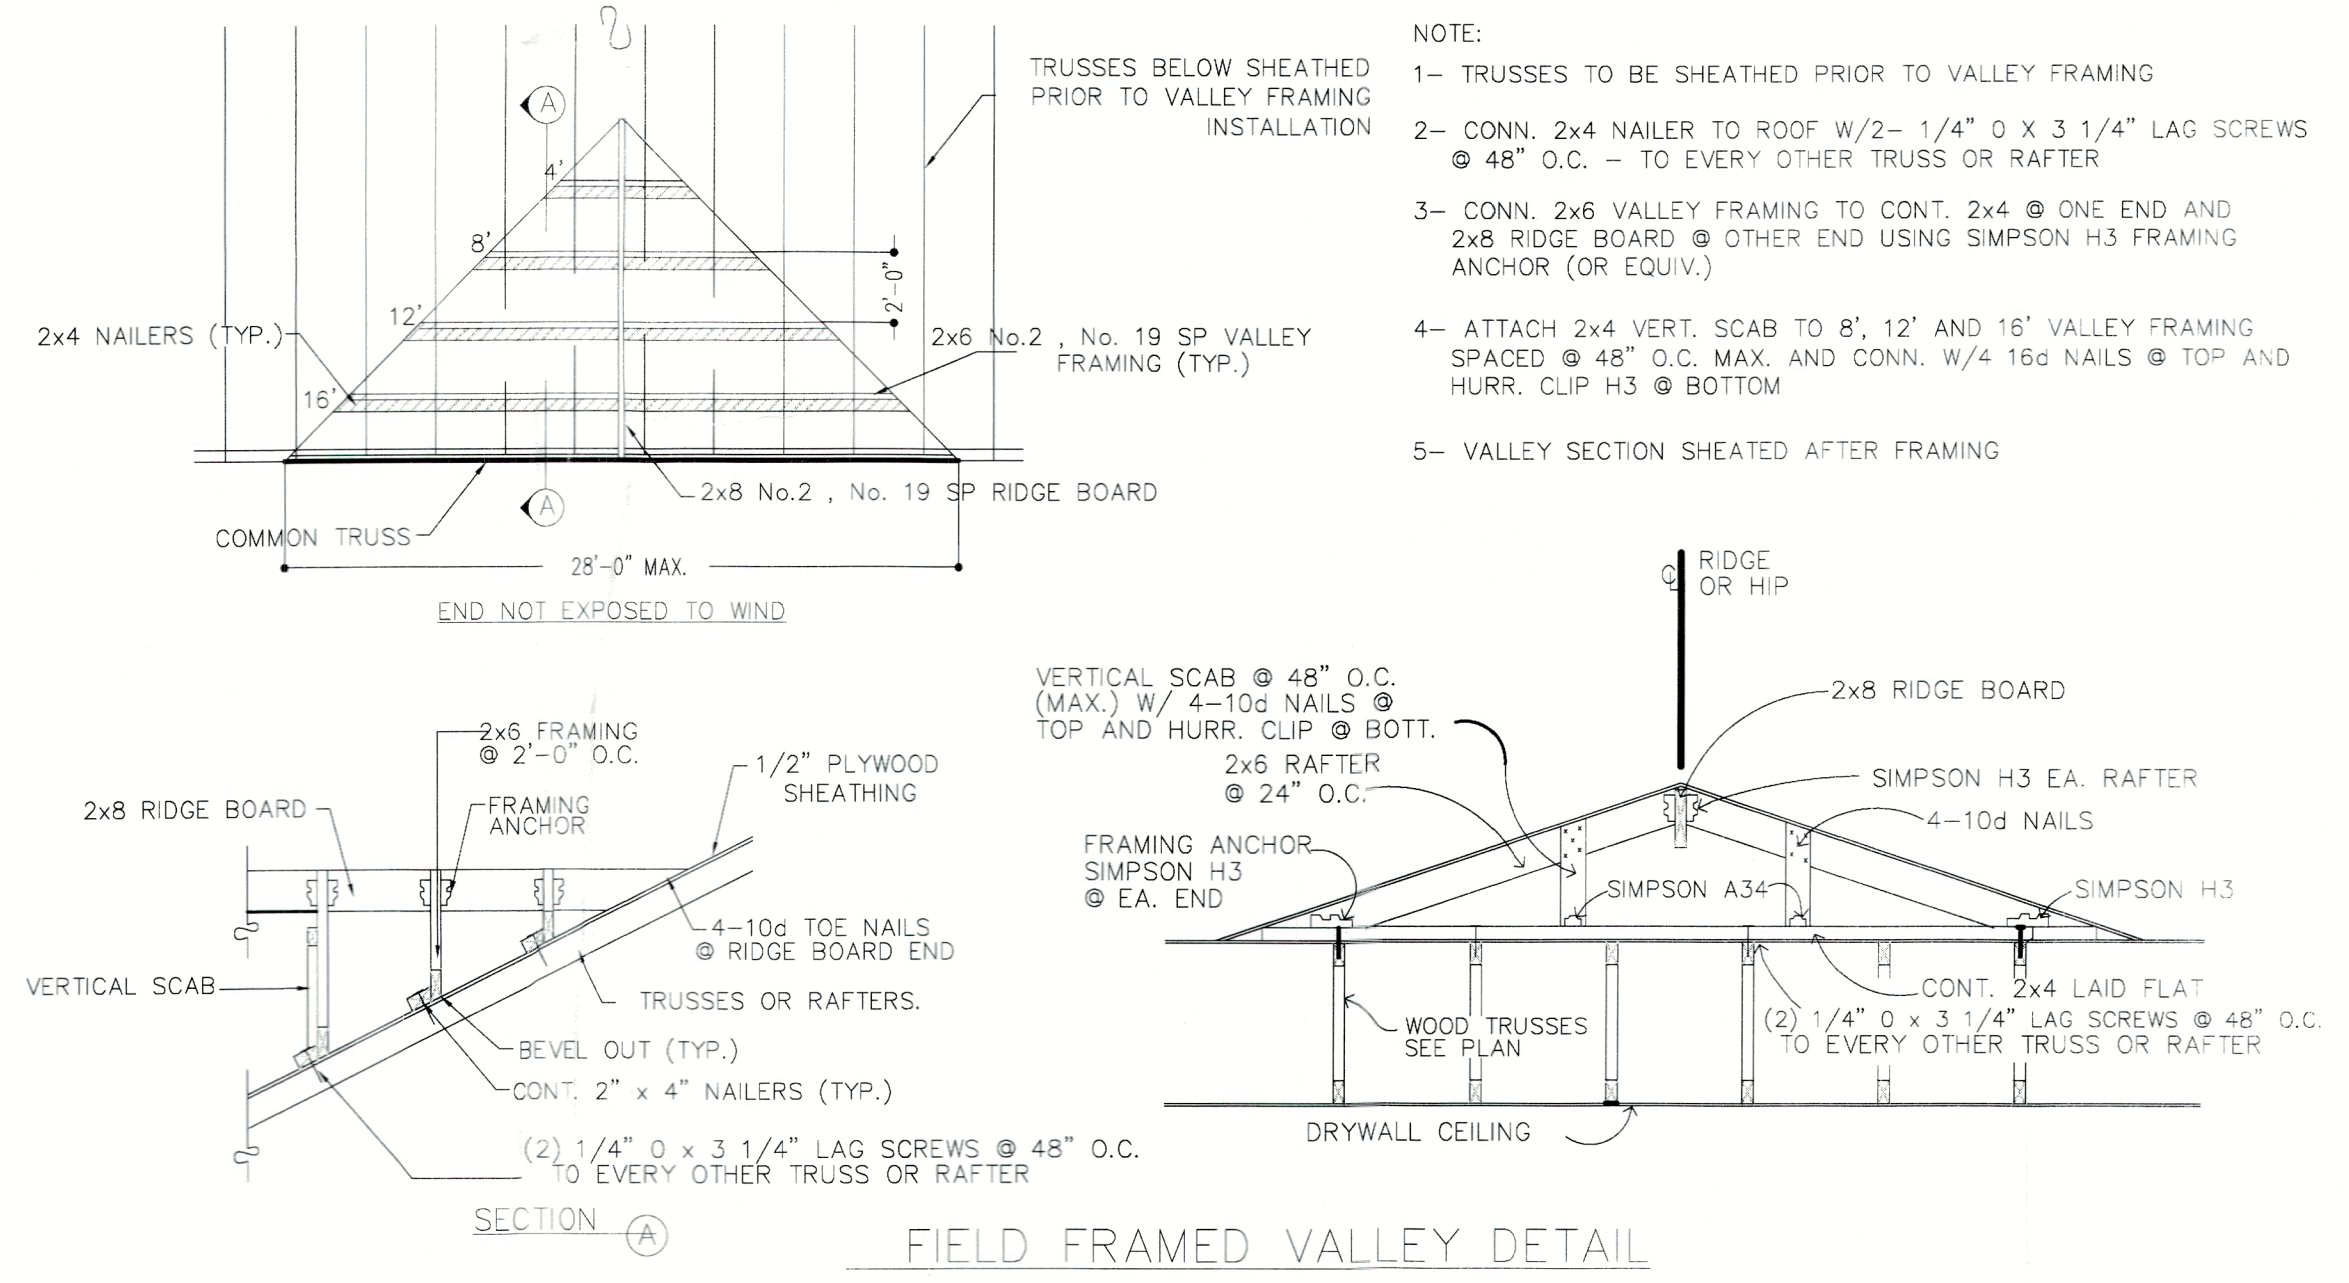 NOTE:
1- TRUSSES TO BE SHEATHED PRIOR TO VALLEY FRAMING
2- CONN. 2x4 NAILER TO ROOF W/2- 1/4" O X 3 1/4" LAG SCREWS
@ 48" O.C. - TO EVERY OTHER TRUSS OR RAFTER
3- CONN. 2x6 VALLEY FRAMING TO CONT. 2x4 @ ONE END AND
2x8 RIDGE BOARD @ OTHER END USING SIMPSON H3 FRAMING
ANCHOR (OR EQUIV.)
4- ATTACH 2x4 VERT. SCAB TO 8', 12' AND 16' VALLEY FRAMING
SPACED @ 48" O.C. MAX. AND CONN. W/4 16d NAILS @ TOP AND
HURR. CLIP H3 @ BOTTOM
5- VALLEY SECTION SHEATED AFTER FRAMING
TRUSSES BELOW SHEATHED
PRIOR TO VALLEY FRAMING
INSTALLATION
A
4'
8'
12'
16'
2'-0"
2x4 NAILERS (TYP.)
2x6 No.2 , No. 19 SP VALLEY
FRAMING (TYP.)
2x8 No.2 , No. 19 SP RIDGE BOARD
A
COMMON TRUSS
28'-0" MAX.
END NOT EXPOSED TO WIND
2x6 FRAMING
@ 2'-0" O.C.
1/2" PLYWOOD
SHEATHING
2x8 RIDGE BOARD
FRAMING
ANCHOR
4-10d TOE NAILS
@ RIDGE BOARD END
VERTICAL SCAB
TRUSSES OR RAFTERS.
BEVEL OUT (TYP.)
CONT. 2" x 4" NAILERS (TYP.)
(2) 1/4" O x 3 1/4" LAG SCREWS @ 48" O.C.
TO EVERY OTHER TRUSS OR RAFTER
SECTION A
RIDGE
OR HIP
VERTICAL SCAB @ 48" O.C.
(MAX.) W/ 4-10d NAILS @
TOP AND HURR. CLIP @ BOTT.
2x8 RIDGE BOARD
2x6 RAFTER
@ 24" O.C.
SIMPSON H3 EA. RAFTER
4-10d NAILS
FRAMING ANCHOR
SIMPSON H3
@ EA. END
SIMPSON A34
SIMPSON H3
CONT. 2x4 LAID FLAT
WOOD TRUSSES
SEE PLAN
(2) 1/4" O x 3 1/4" LAG SCREWS @ 48" O.C.
TO EVERY OTHER TRUSS OR RAFTER
DRYWALL CEILING
FIELD FRAMED VALLEY DETAIL